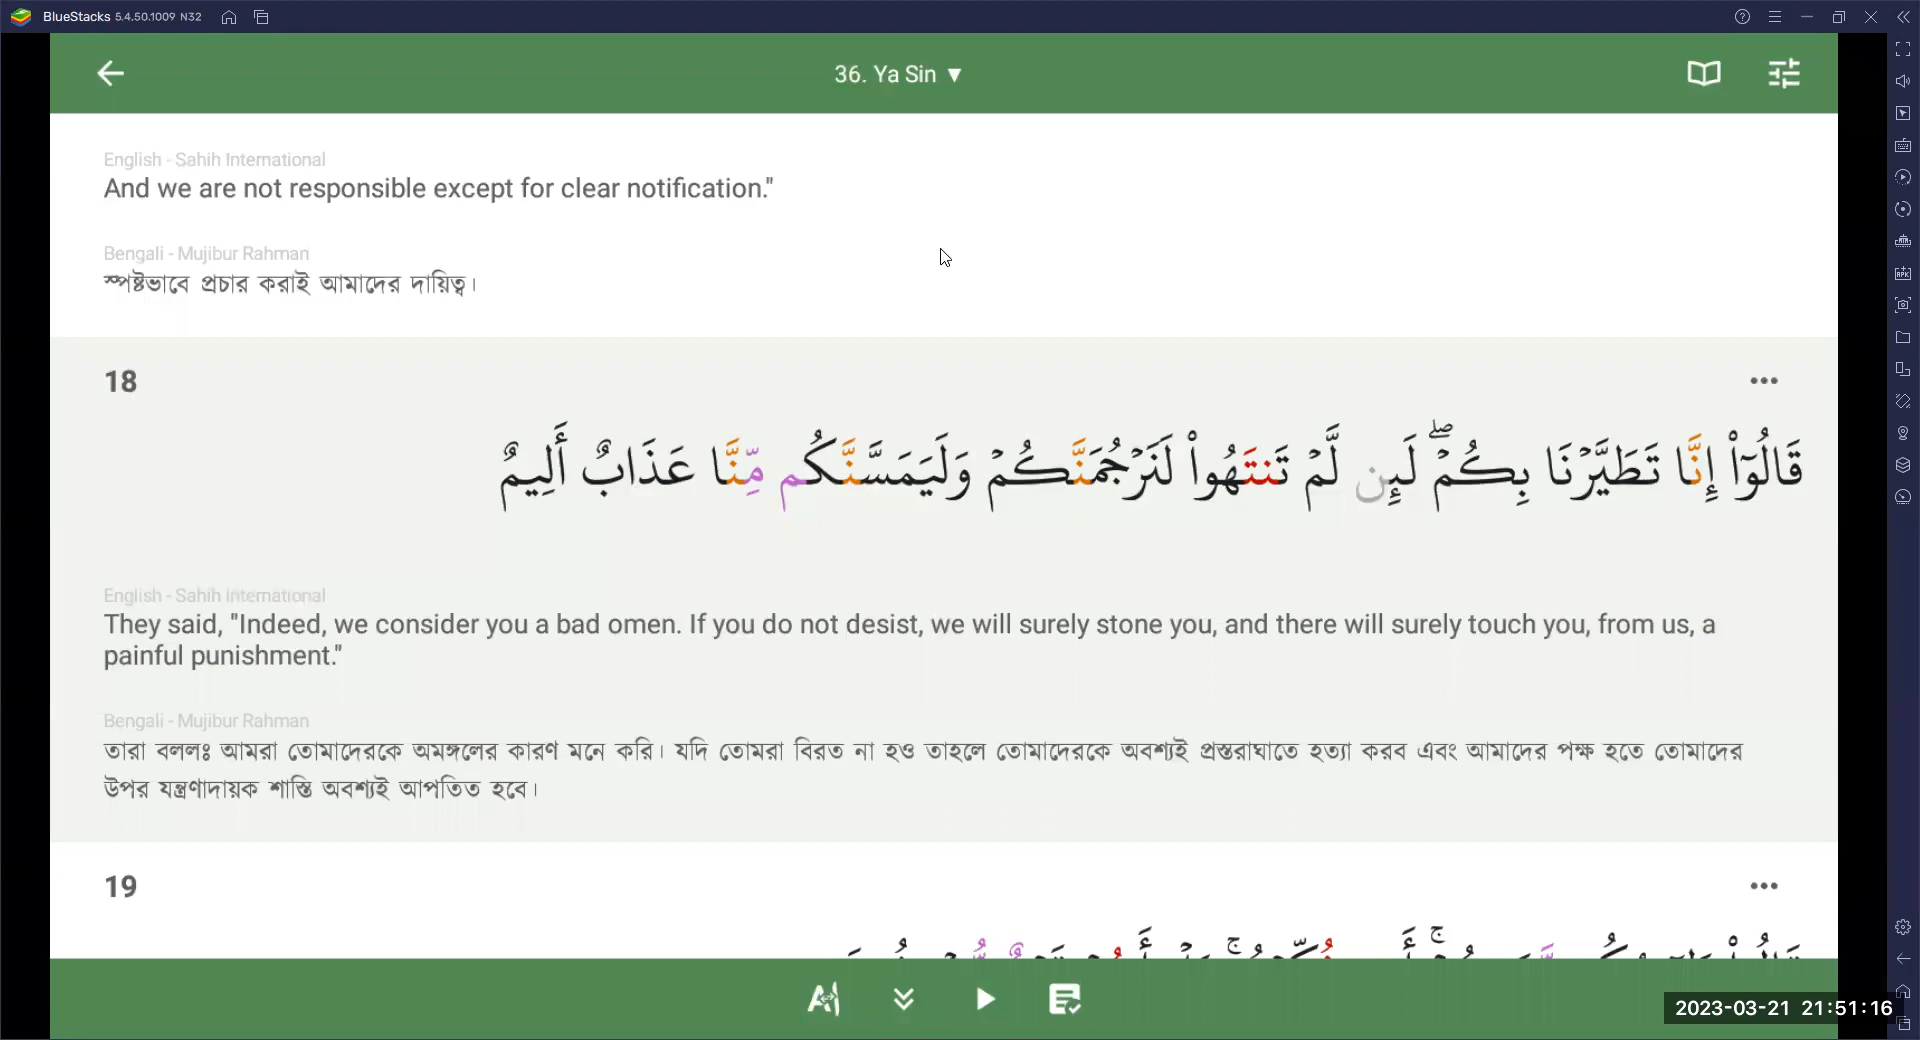 BlueStacks 5.4.50.1009 N32
36. Ya Sin ▼
English - Sahih International
And we are not responsible except for clear notification."
Bengali - Mujibur Rahman
স্পষ্টভাবে প্রচার করাই আমাদের দায়িত্ব।
18
قَالُوٓاْ إِنَّا تَطَيَّرۡنَا بِكُمۡۖ لَئِن لَّمۡ تَنتَهُواْ لَنَرۡجُمَنَّكُمۡ وَلَيَمَسَّنَّكُم مِّنَّا عَذَابٌ أَلِيمٌ
English - Sahih International
They said, "Indeed, we consider you a bad omen. If you do not desist, we will surely stone you, and there will surely touch you, from us, a
painful punishment."
Bengali - Mujibur Rahman
তারা বললঃ আমরা তোমাদেরকে অমঙ্গলের কারণ মনে করি। যদি তোমরা বিরত না হও তাহলে তোমাদেরকে অবশ্যই প্রস্তরাঘাতে হত্যা করব এবং আমাদের পক্ষ হতে তোমাদের
উপর যন্ত্রণাদায়ক শাস্তি অবশ্যই আপতিত হবে।
19
2023-03-21 21:51:16